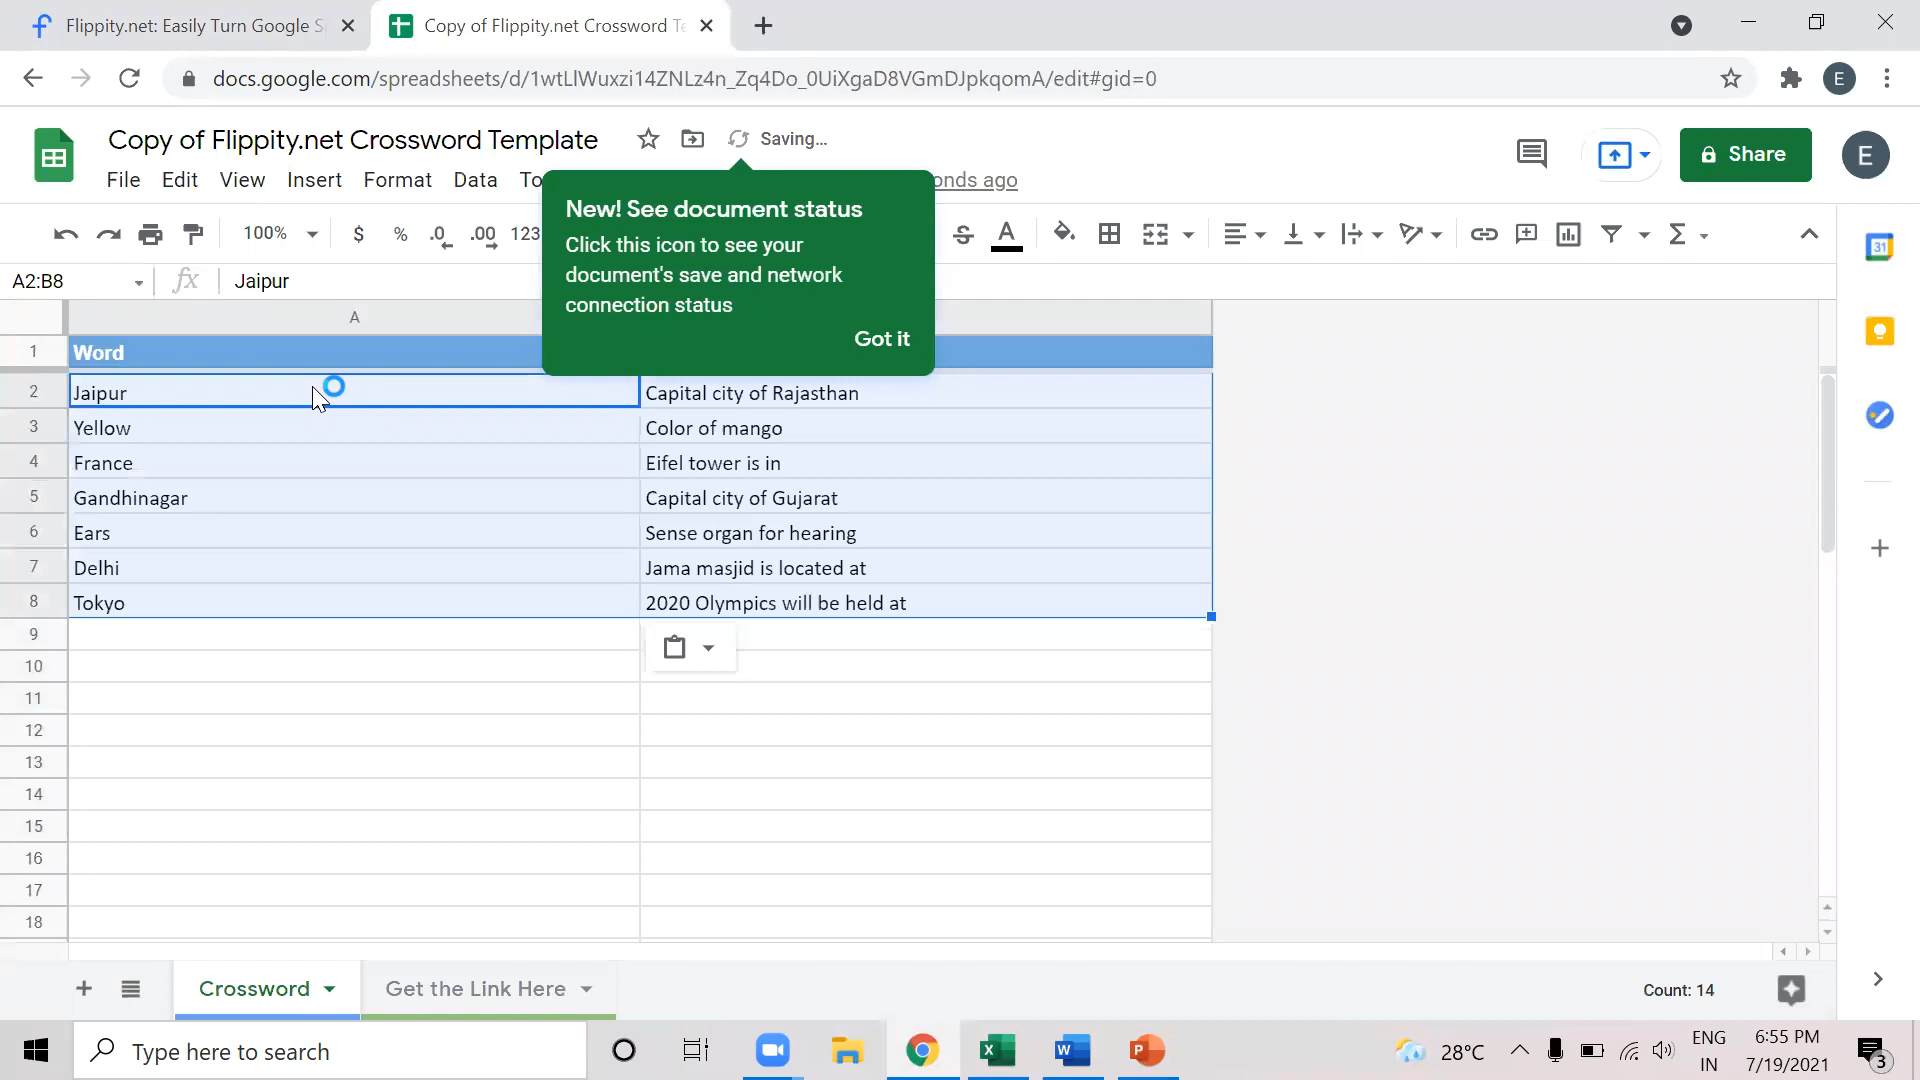 Flippity.net: Easily Turn Google S
Copy of Flippity.net Crossword Te
docs.google.com/spreadsheets/d/1wtLlWuxzi14ZNLz4n_Zq4Do_0UiXgaD8VGmDJpkqomA/edit#gid=0
E
Copy of Flippity.net Crossword Template
Saving...
Share
E
File Edit View Insert Format Data To
onds ago
New! See document status
Click this icon to see your
document's save and network
connection status
Got it
100% $ % .0 .00 123
A
31
A2:B8
fx
Jaipur
A
1 Word
2 Jaipur Capital city of Rajasthan
3 Yellow Color of mango
4 France Eifel tower is in
5 Gandhinagar Capital city of Gujarat
6 Ears Sense organ for hearing
7 Delhi Jama masjid is located at
8 Tokyo 2020 Olympics will be held at
9
10
11
12
13
14
15
16
17
18
Crossword
Get the Link Here
Count: 14
Type here to search
28°C
ENG
IN
6:55 PM
7/19/2021
3